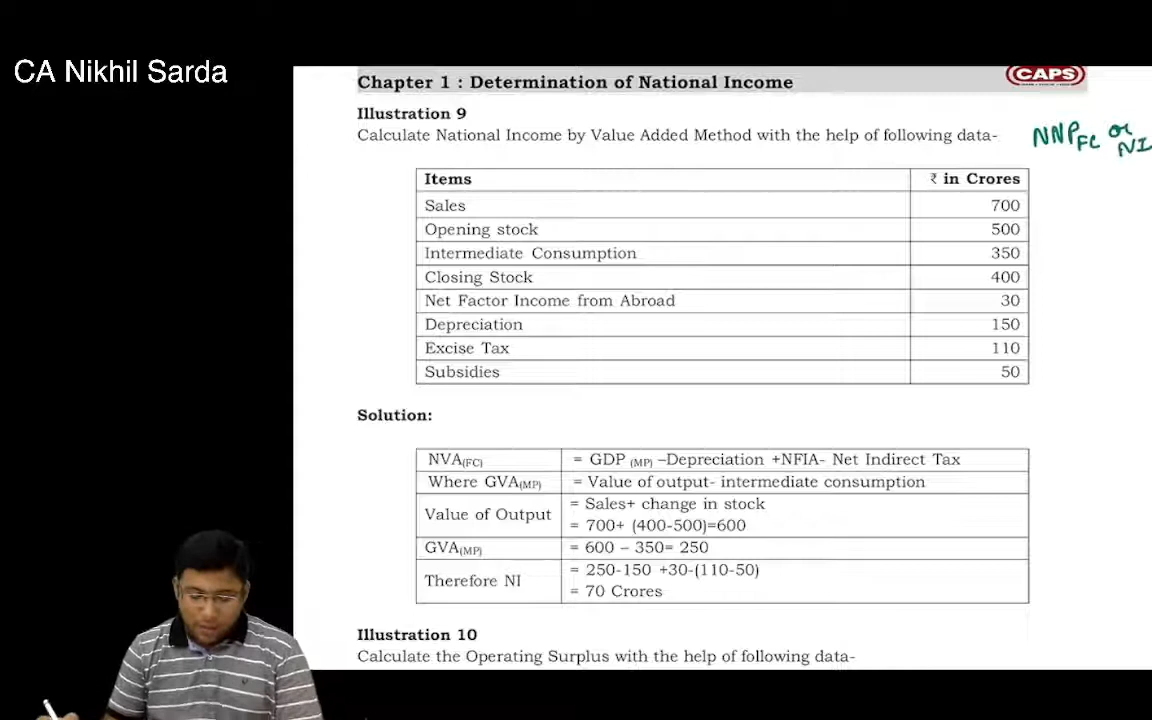 CA Nikhil Sarda
Chapter 1 : Determination of National Income
CAPS
Illustration 9
Calculate National Income by Value Added Method with the help of following data-
NNP FC or NI
Items ₹ in Crores
Sales 700
Opening stock 500
Intermediate Consumption 350
Closing Stock 400
Net Factor Income from Abroad 30
Depreciation 150
Excise Tax 110
Subsidies 50
Solution:
NVA(FC) = GDP (MP) –Depreciation +NFIA- Net Indirect Tax
Where GVA(MP) = Value of output- intermediate consumption
Value of Output = Sales+ change in stock
= 700+ (400-500)=600
GVA(MP) = 600 – 350= 250
Therefore NI = 250-150 +30-(110-50)
= 70 Crores
Illustration 10
Calculate the Operating Surplus with the help of following data-